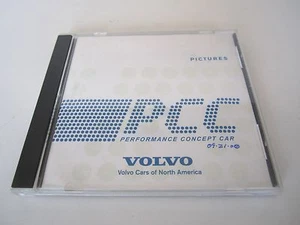 PICTURES
PCC
PERFORMANCE CONCEPT CAR
09·21·00
VOLVO
Volvo Cars of North America